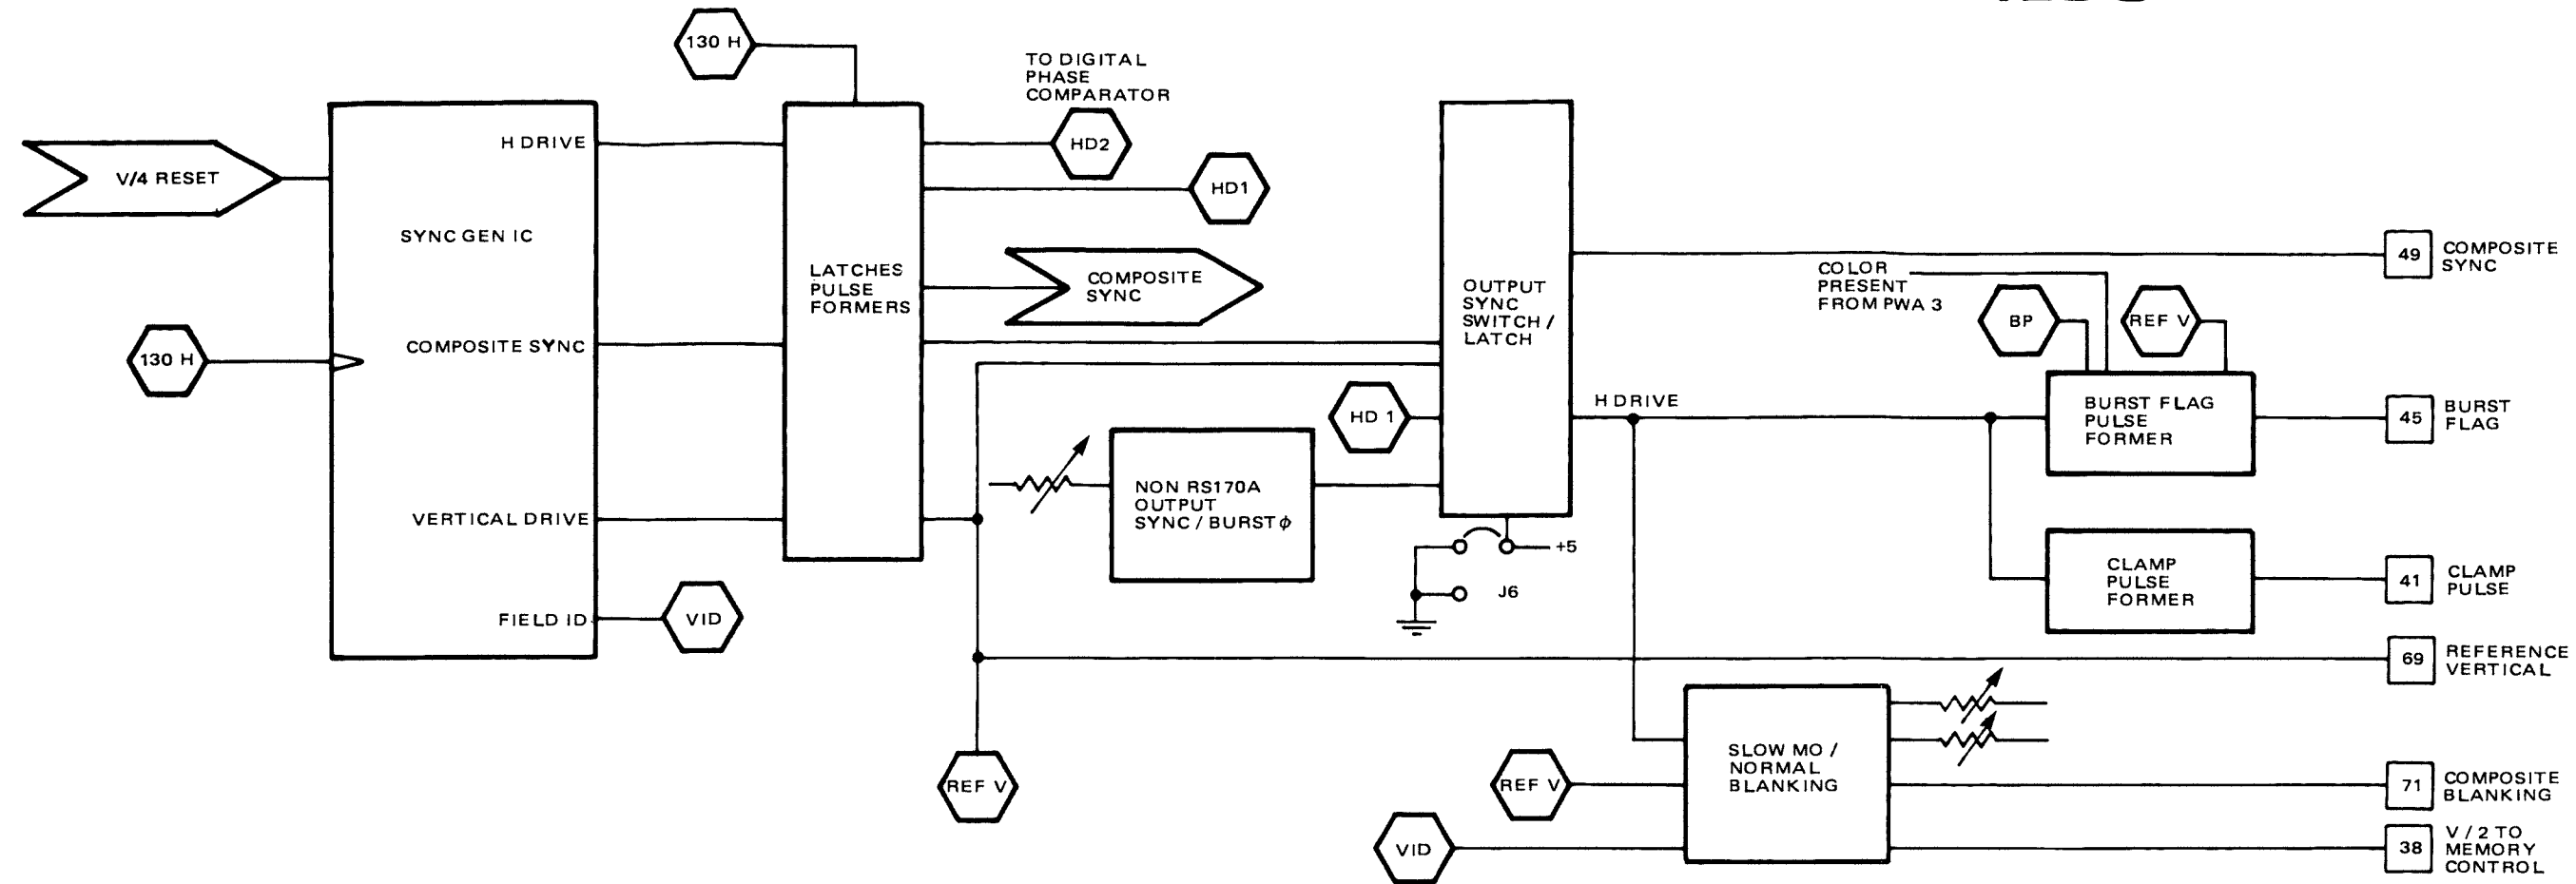 130 H
TO DIGITAL
PHASE
COMPARATOR
H DRIVE
HD2
V/4 RESET
HD1
SYNC GEN IC
LATCHES
PULSE
FORMERS
COMPOSITE
SYNC
OUTPUT
SYNC
SWITCH /
LATCH
COLOR
PRESENT
FROM PWA 3
49
COMPOSITE
SYNC
BP
REF V
130 H
COMPOSITE SYNC
HD 1
H DRIVE
BURST FLAG
PULSE
FORMER
45
BURST
FLAG
NON RS170A
OUTPUT
SYNC / BURST φ
VERTICAL DRIVE
+5
J6
CLAMP
PULSE
FORMER
41
CLAMP
PULSE
FIELD ID
VID
69
REFERENCE
VERTICAL
REF V
REF V
SLOW MO /
NORMAL
BLANKING
71
COMPOSITE
BLANKING
VID
38
V / 2 TO
MEMORY
CONTROL